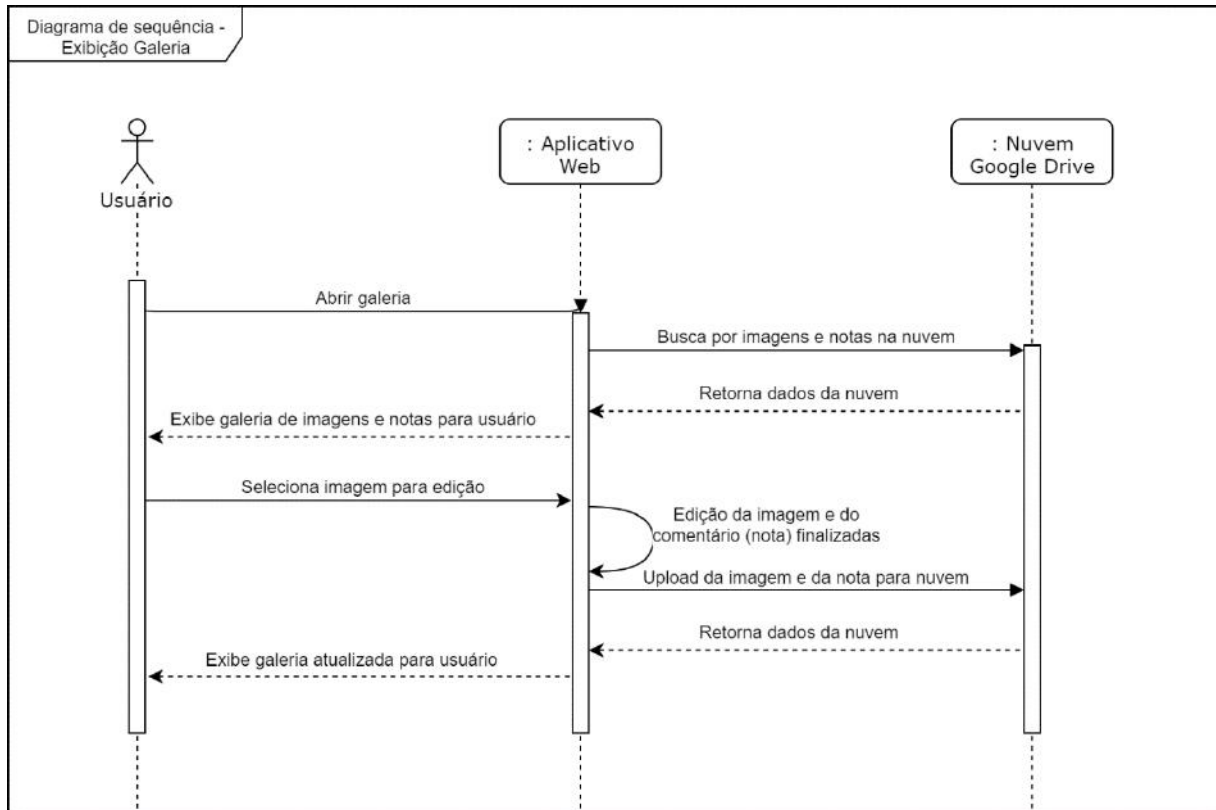 Diagrama de sequência -
Exibição Galeria
: Aplicativo
Web
: Nuvem
Google Drive
Usuário
Abrir galeria
Busca por imagens e notas na nuvem
Retorna dados da nuvem
Exibe galeria de imagens e notas para usuário
Seleciona imagem para edição
Edição da imagem e do
comentário (nota) finalizadas
Upload da imagem e da nota para nuvem
Retorna dados da nuvem
Exibe galeria atualizada para usuário